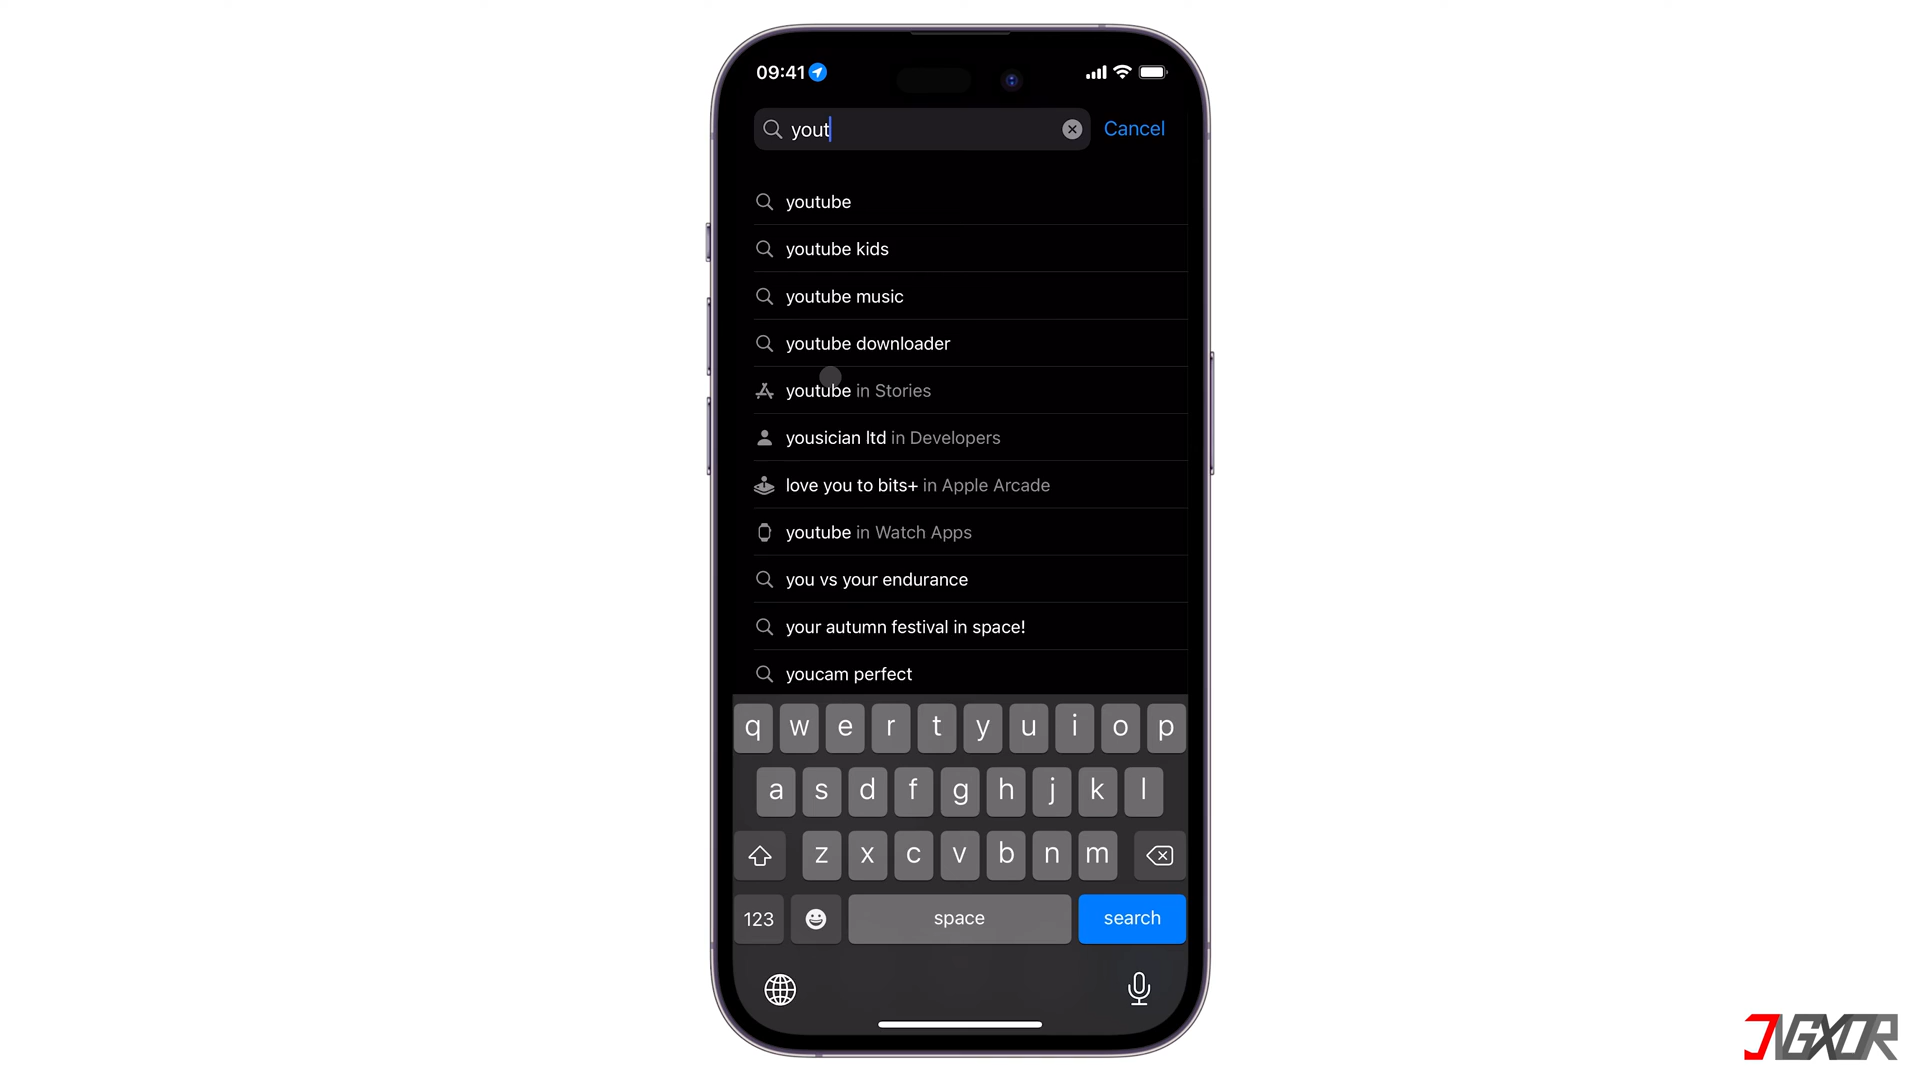 09:41
yout
Cancel
youtube
youtube kids
youtube music
youtube downloader
youtube in Stories
yousician ltd in Developers
love you to bits+ in Apple Arcade
youtube in Watch Apps
you vs your endurance
your autumn festival in space!
youcam perfect
q w e r t y u i o p
a s d f g h j k l
z x c v b n m
123 space search
JVGXOR